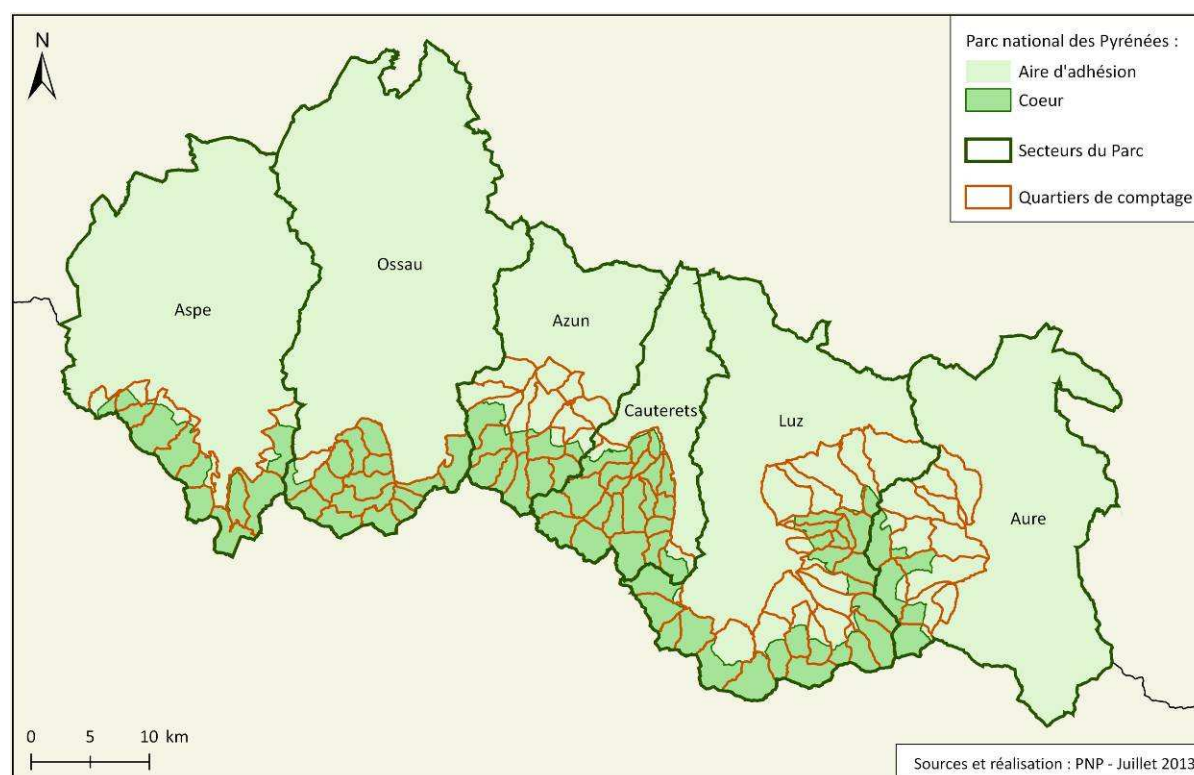 N
Parc national des Pyrénées :
Aire d'adhésion
Coeur
Secteurs du Parc
Quartiers de comptage
Ossau
Aspe
Azun
Cauterets
Luz
Aure
0 5 10 km
Sources et réalisation : PNP - Juillet 2013